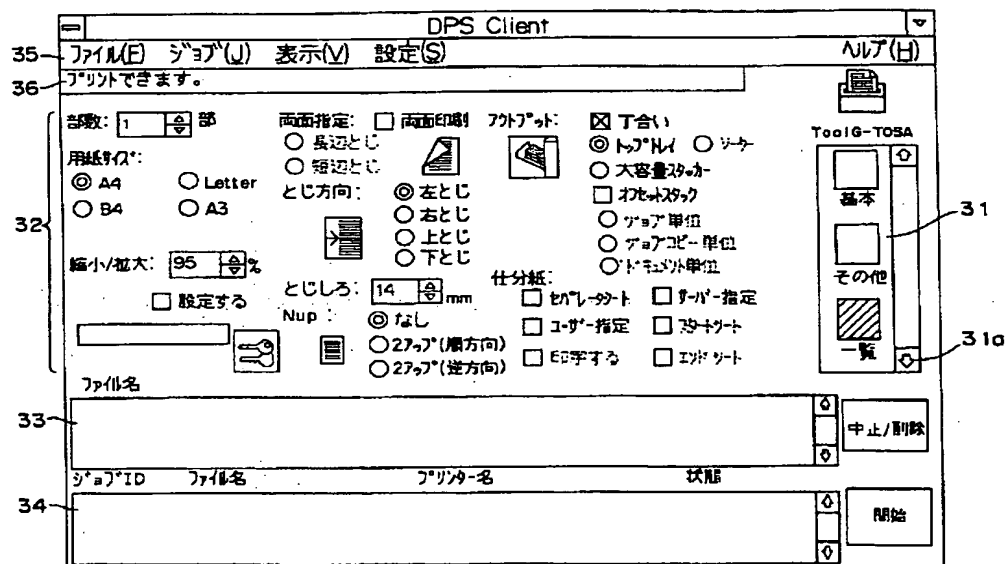 DPS Client
35 ファイル(F) ジョブ(J) 表示(V) 設定(S) ヘルプ(H)
36 プリントできます。
32
部数: 1 部
用紙サイズ:
A4 Letter
B4 A3
縮小/拡大: 95 %
設定する
両面指定: 両面印刷
長辺とじ
短辺とじ
とじ方向: 左とじ
右とじ
上とじ
下とじ
とじしろ: 14 mm
Nup : なし
2アップ(順方向)
2アップ(逆方向)
アウトプット: 丁合い
トップトレイ ソーター
大容量スタッカー
オフセットスタック
ジョブ単位
ジョブコピー単位
ドキュメント単位
仕分紙:
セパレータシート サーバー指定
ユーザー指定 スタートシート
印字する エンドシート
ToolG-TOSA
基本
その他
一覧
31
31a
ファイル名
33
中止/削除
ジョブID ファイル名 プリンター名 状態
34
開始